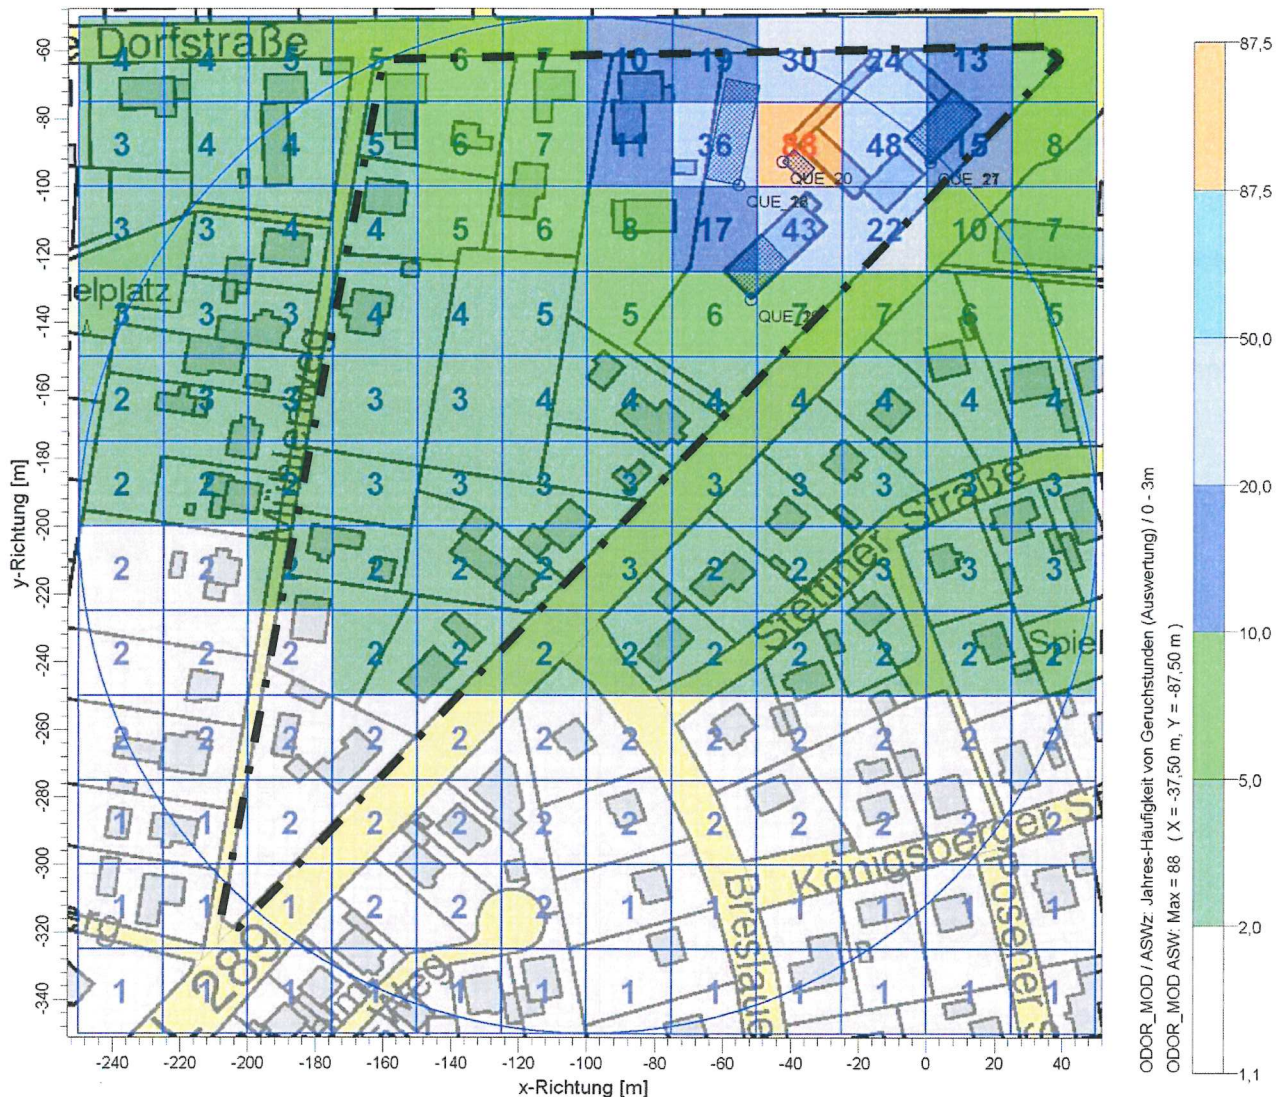 Dorfstraße
4 4 5 5 6 7 10 19 30 24 13
3 4 4 5 6 7 11 36 88 48 15 8
QUE_20
3 3 4 4 5 6 8 17 43 22 10 7
elplatz
3 3 3 4 4 5 5 6 7 7 6 5
2 3 3 3 3 4 4 4 4 4 4 4
Mühlenweg
2 2 2 3 3 3 3 3 3 3 3 3
Stettiner Straße
2 2 2 2 2 2 3 2 2 3 3 3
2 2 2 2 2 2 2 2 2 2 2 2
Spiel
2 2 2 2 2 2 2 2 2 2 2 2
1 1 2 2 2 2 2 2 2 2 2 2
Königsberger S
1 1 1 2 2 2 1 1 1 1 1 1
1 1 1 1 1 1 1 1 1 1 1 1
289
Weg
Breslaue
Posener S
-60
-80
-100
-120
-140
-160
-180
-200
-220
-240
-260
-280
-300
-320
-340
y-Richtung [m]
-240 -220 -200 -180 -160 -140 -120 -100 -80 -60 -40 -20 0 20 40
x-Richtung [m]
ODOR_MOD / ASWz: Jahres-Häufigkeit von Geruchstunden (Auswertung) / 0 - 3m
ODOR_MOD ASW: Max = 88 ( X = -37,50 m, Y = -87,50 m )
87,5
87,5
50,0
20,0
10,0
5,0
2,0
1,1